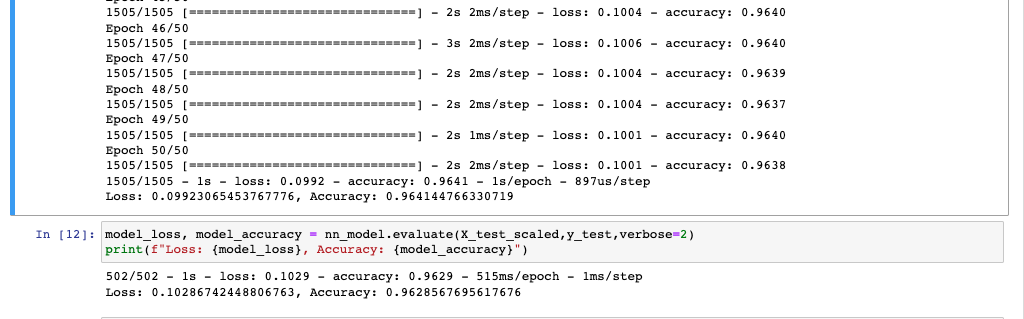 1505/1505 [==============================] - 2s 2ms/step - loss: 0.1004 - accuracy: 0.9640
Epoch 46/50
1505/1505 [==============================] - 3s 2ms/step - loss: 0.1006 - accuracy: 0.9640
Epoch 47/50
1505/1505 [==============================] - 2s 2ms/step - loss: 0.1004 - accuracy: 0.9639
Epoch 48/50
1505/1505 [==============================] - 2s 2ms/step - loss: 0.1004 - accuracy: 0.9637
Epoch 49/50
1505/1505 [==============================] - 2s 1ms/step - loss: 0.1001 - accuracy: 0.9640
Epoch 50/50
1505/1505 [==============================] - 2s 2ms/step - loss: 0.1001 - accuracy: 0.9638
1505/1505 - 1s - loss: 0.0992 - accuracy: 0.9641 - 1s/epoch - 897us/step
Loss: 0.09923065453767776, Accuracy: 0.964144766330719
In [12]: model_loss, model_accuracy = nn_model.evaluate(X_test_scaled,y_test,verbose=2)
print(f"Loss: {model_loss}, Accuracy: {model_accuracy}")
502/502 - 1s - loss: 0.1029 - accuracy: 0.9629 - 515ms/epoch - 1ms/step
Loss: 0.10286742448806763, Accuracy: 0.9628567695617676